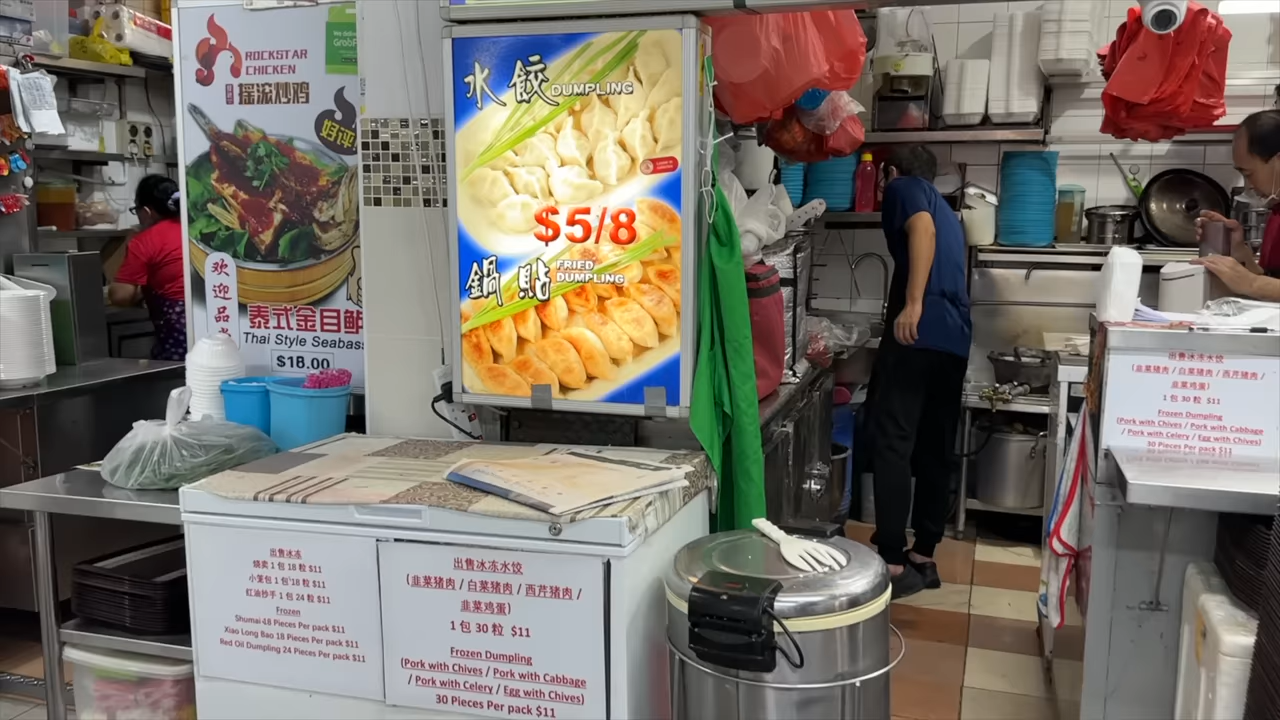 ROCKSTAR
CHICKEN
摇滚炒鸡
好评
欢迎品尝
泰式金目鲈
Thai Style Seabass
$18.00
水餃 DUMPLING
$5/8
鍋貼 FRIED
DUMPLING
出售冰冻
烧卖 1 包 18 粒 $11
小笼包 1 包 18 粒 $11
红油抄手 1 包 24 粒 $11
Frozen
Shumai 18 Pieces Per pack $11
Xiao Long Bao 18 Pieces Per pack $11
Red Oil Dumpling 24 Pieces Per pack $11
出售冰冻水饺
(韭菜猪肉 / 白菜猪肉 / 西芹猪肉 /
韭菜鸡蛋)
1 包 30 粒 $11
Frozen Dumpling
(Pork with Chives / Pork with Cabbage
/ Pork with Celery / Egg with Chives)
30 Pieces Per pack $11
出售冰冻水饺
(韭菜猪肉 / 白菜猪肉 / 西芹猪肉 /
韭菜鸡蛋)
1 包 30 粒 $11
Frozen Dumpling
(Pork with Chives / Pork with Cabbage
/ Pork with Celery / Egg with Chives)
30 Pieces Per pack $11